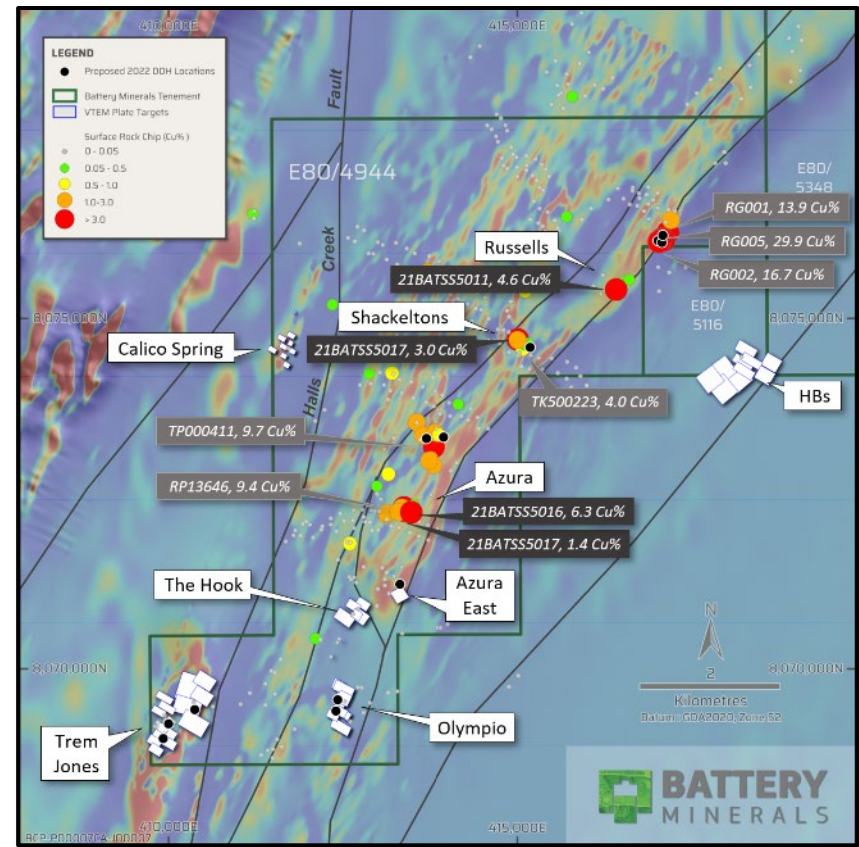 410,000E
415,000E
LEGEND
Proposed 2022 DDH Locations
Battery Minerals Tenement
VTEM Plate Targets
Surface Rock Chip (Cu%)
0 - 0.05
0.05 - 0.5
0.5 - 1.0
1.0-3.0
> 3.0
Fault
E80/4944
E80/
5348
RG001, 13.9 Cu%
Creek
Russells
RG005, 29.9 Cu%
21BATSS5011, 4.6 Cu%
RG002, 16.7 Cu%
E80/
5116
8,075,000N
8,075,000N
Shackeltons
Calico Spring
21BATSS5017, 3.0 Cu%
Halls
HBs
TK500223, 4.0 Cu%
TP000411, 9.7 Cu%
Azura
RP13646, 9.4 Cu%
21BATSS5016, 6.3 Cu%
21BATSS5017, 1.4 Cu%
The Hook
Azura
East
N
8,070,000N
8,070,000N
2
Kilometres
Datum: GDA2020, Zone 52
Olympio
Trem
Jones
BATTERY
MINERALS
410,000E
415,000E